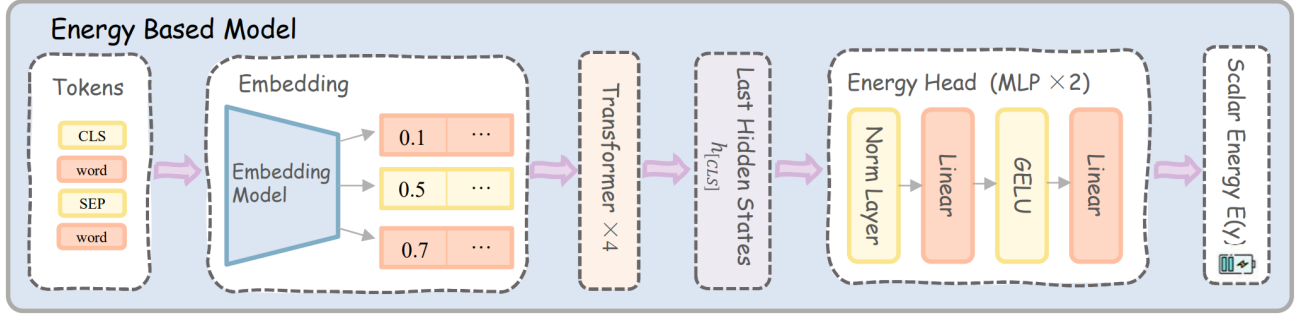 Energy Based Model
Tokens
CLS
word
SEP
word
Embedding
Embedding
Model
0.1 ...
0.5 ...
0.7 ...
Transformer ×4
Last Hidden States
h[CLS]
Energy Head (MLP ×2)
Norm Layer
Linear
GELU
Linear
Scalar Energy E(y)